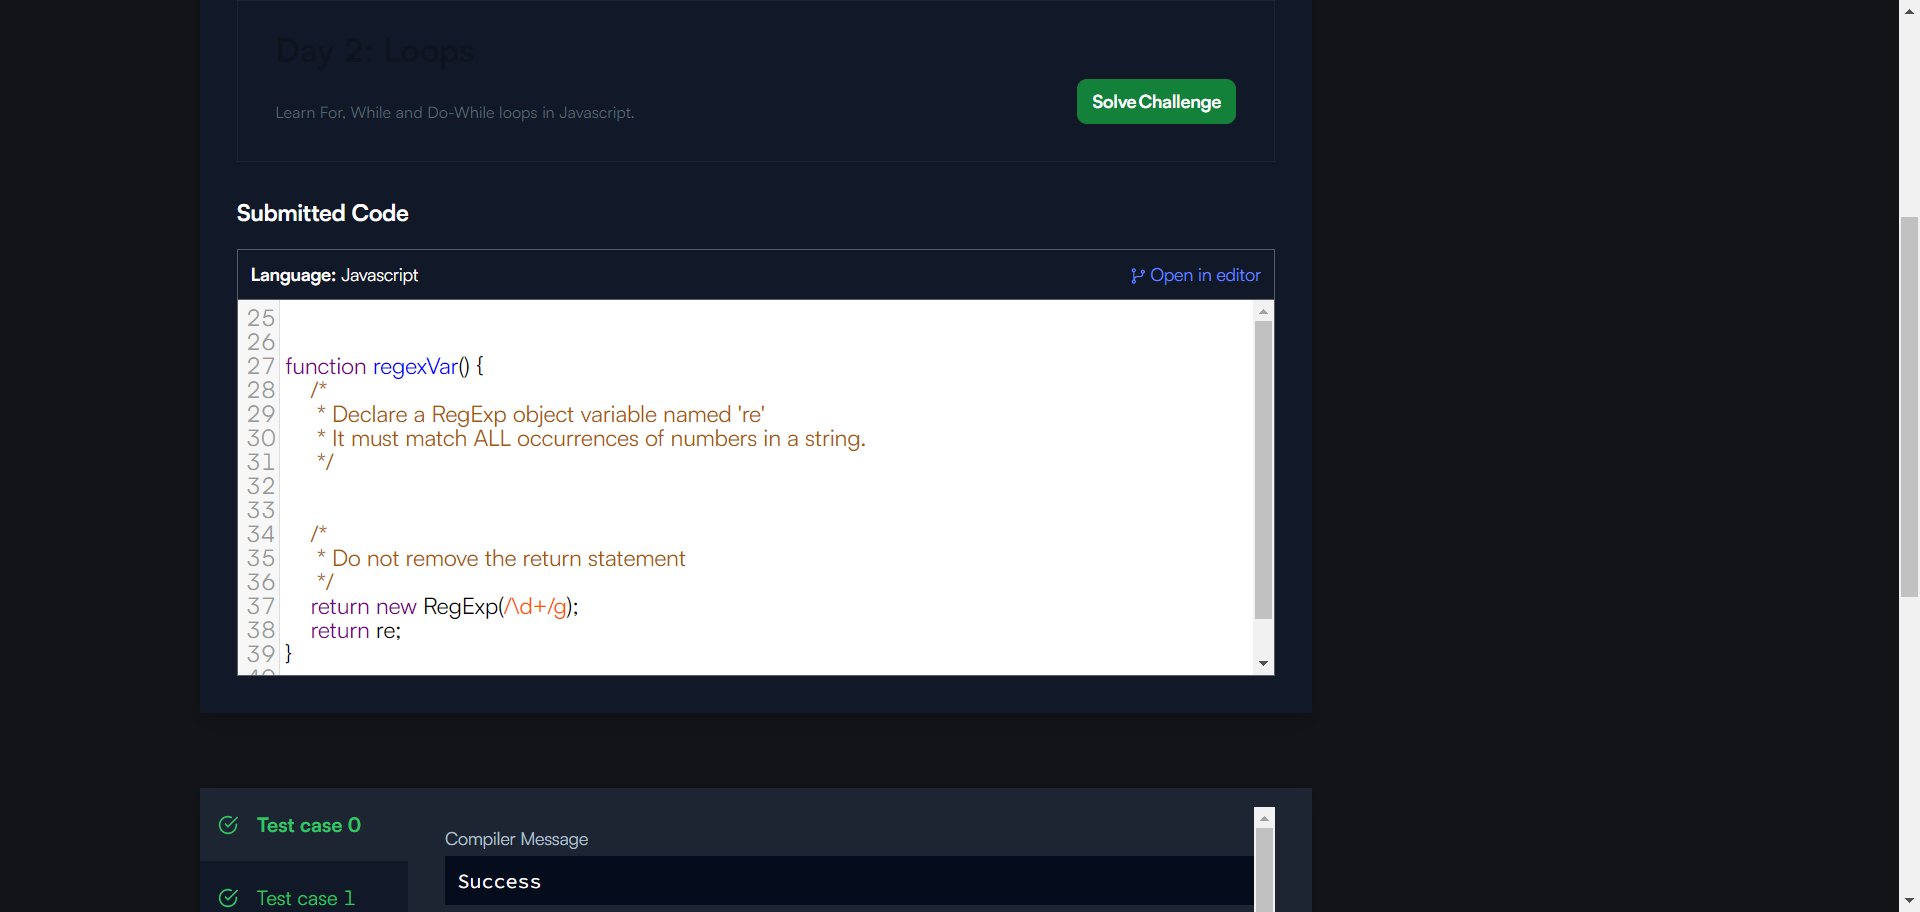 Day 2: Loops
Learn For, While and Do-While loops in Javascript.
Solve Challenge
Submitted Code
Language: Javascript
Open in editor
25
26
27 function regexVar() {
28 /*
29 * Declare a RegExp object variable named 're'
30 * It must match ALL occurrences of numbers in a string.
31 */
32
33
34 /*
35 * Do not remove the return statement
36 */
37 return new RegExp(/\d+/g);
38 return re;
39 }
40
Test case 0
Compiler Message
Success
Test case 1